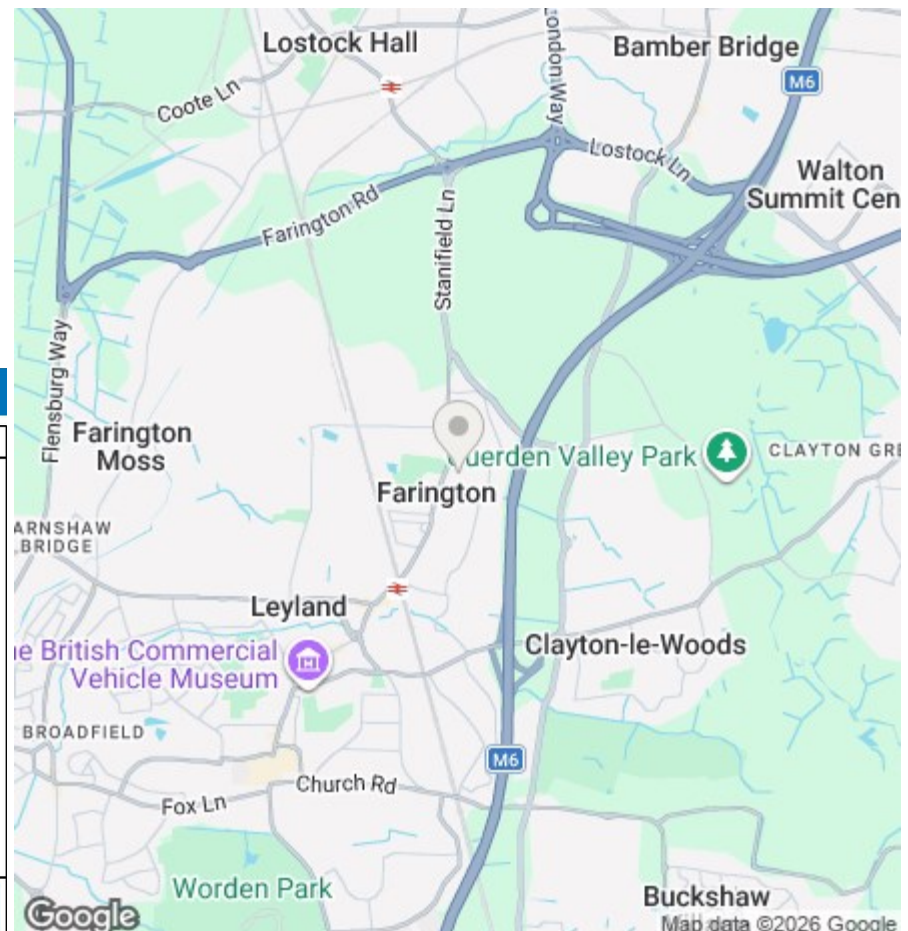 Lostock Hall
London Way
Bamber Bridge
M6
Coote Ln
Lostock Ln
Walton
Summit Cen
Farington Rd
Stanifield Ln
Flensburg Way
Farington
Moss
uerden Valley Park
CLAYTON GRE
Farington
ARNSHAW
BRIDGE
Leyland
Clayton-le-Woods
e British Commercial
Vehicle Museum
BROADFIELD
M6
Church Rd
Fox Ln
Worden Park
Buckshaw
Google
Map data ©2026 Google